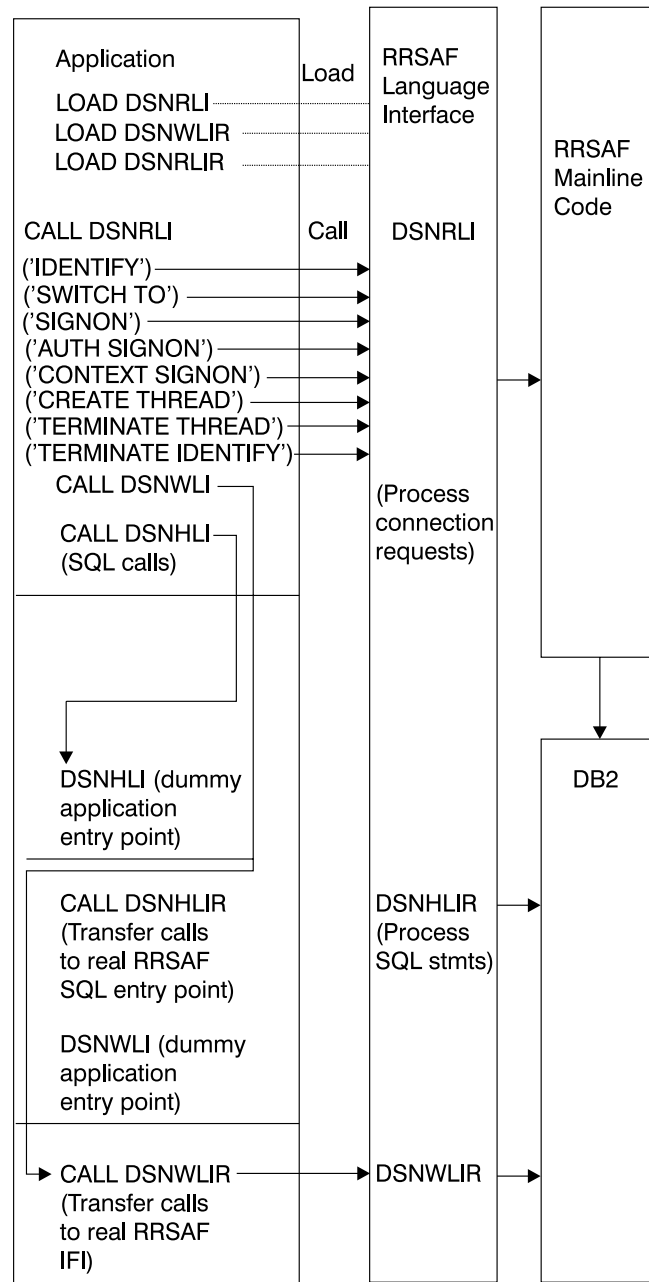 Application
Load
RRSAF
Language
Interface
LOAD DSNRLI
LOAD DSNWLIR
LOAD DSNRLIR
RRSAF
Mainline
Code
CALL DSNRLI
Call
DSNRLI
('IDENTIFY')
('SWITCH TO')
('SIGNON')
('AUTH SIGNON')
('CONTEXT SIGNON')
('CREATE THREAD')
('TERMINATE THREAD')
('TERMINATE IDENTIFY')
CALL DSNWLI
(Process
connection
requests)
CALL DSNHLI
(SQL calls)
DSNHLI (dummy
application
entry point)
DB2
CALL DSNHLIR
(Transfer calls
to real RRSAF
SQL entry point)
DSNHLIR
(Process
SQL stmts)
DSNWLI (dummy
application
entry point)
CALL DSNWLIR
(Transfer calls
to real RRSAF
IFI)
DSNWLIR